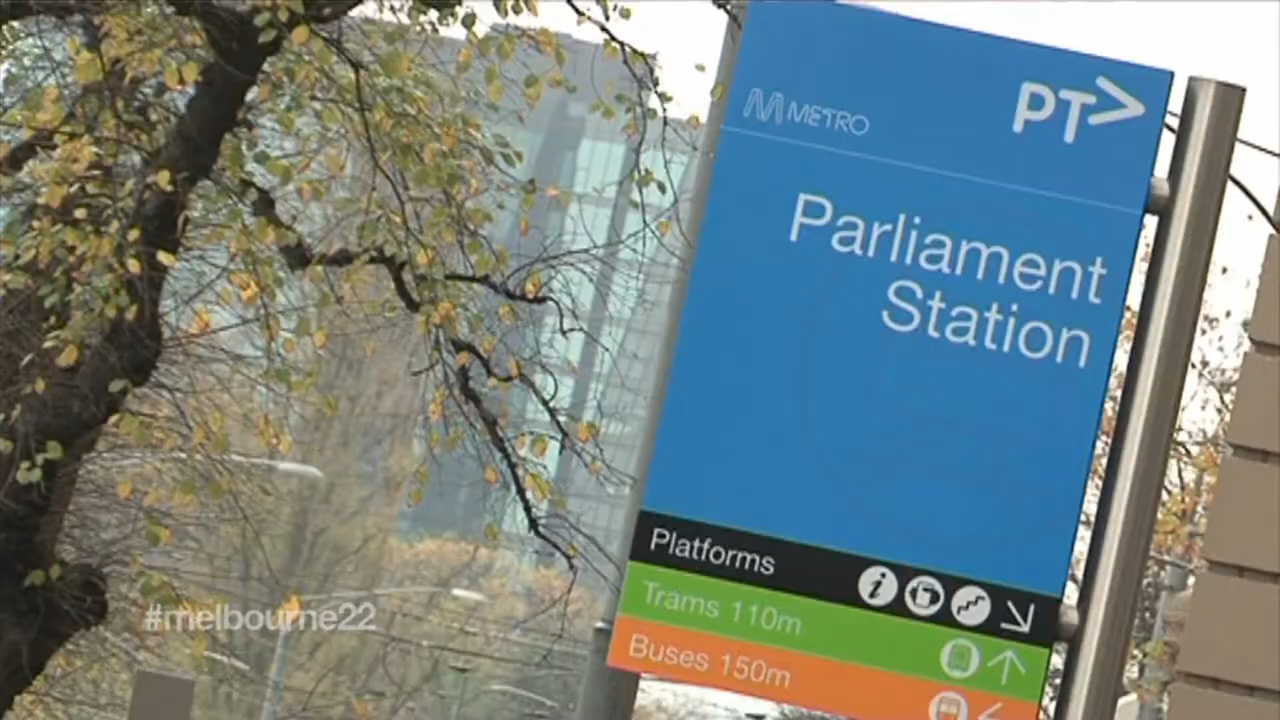 METRO
PT>
Parliament
Station
Platforms
Trams 110m
Buses 150m
#melbourne22